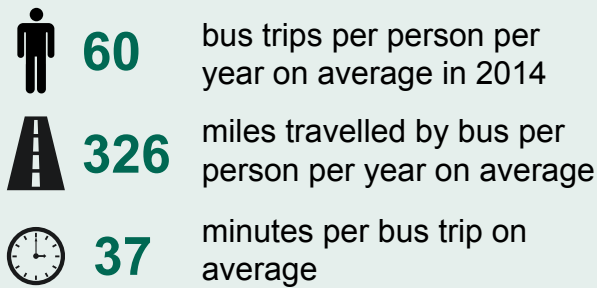 60 bus trips per person per
year on average in 2014
326 miles travelled by bus per
person per year on average
37 minutes per bus trip on
average